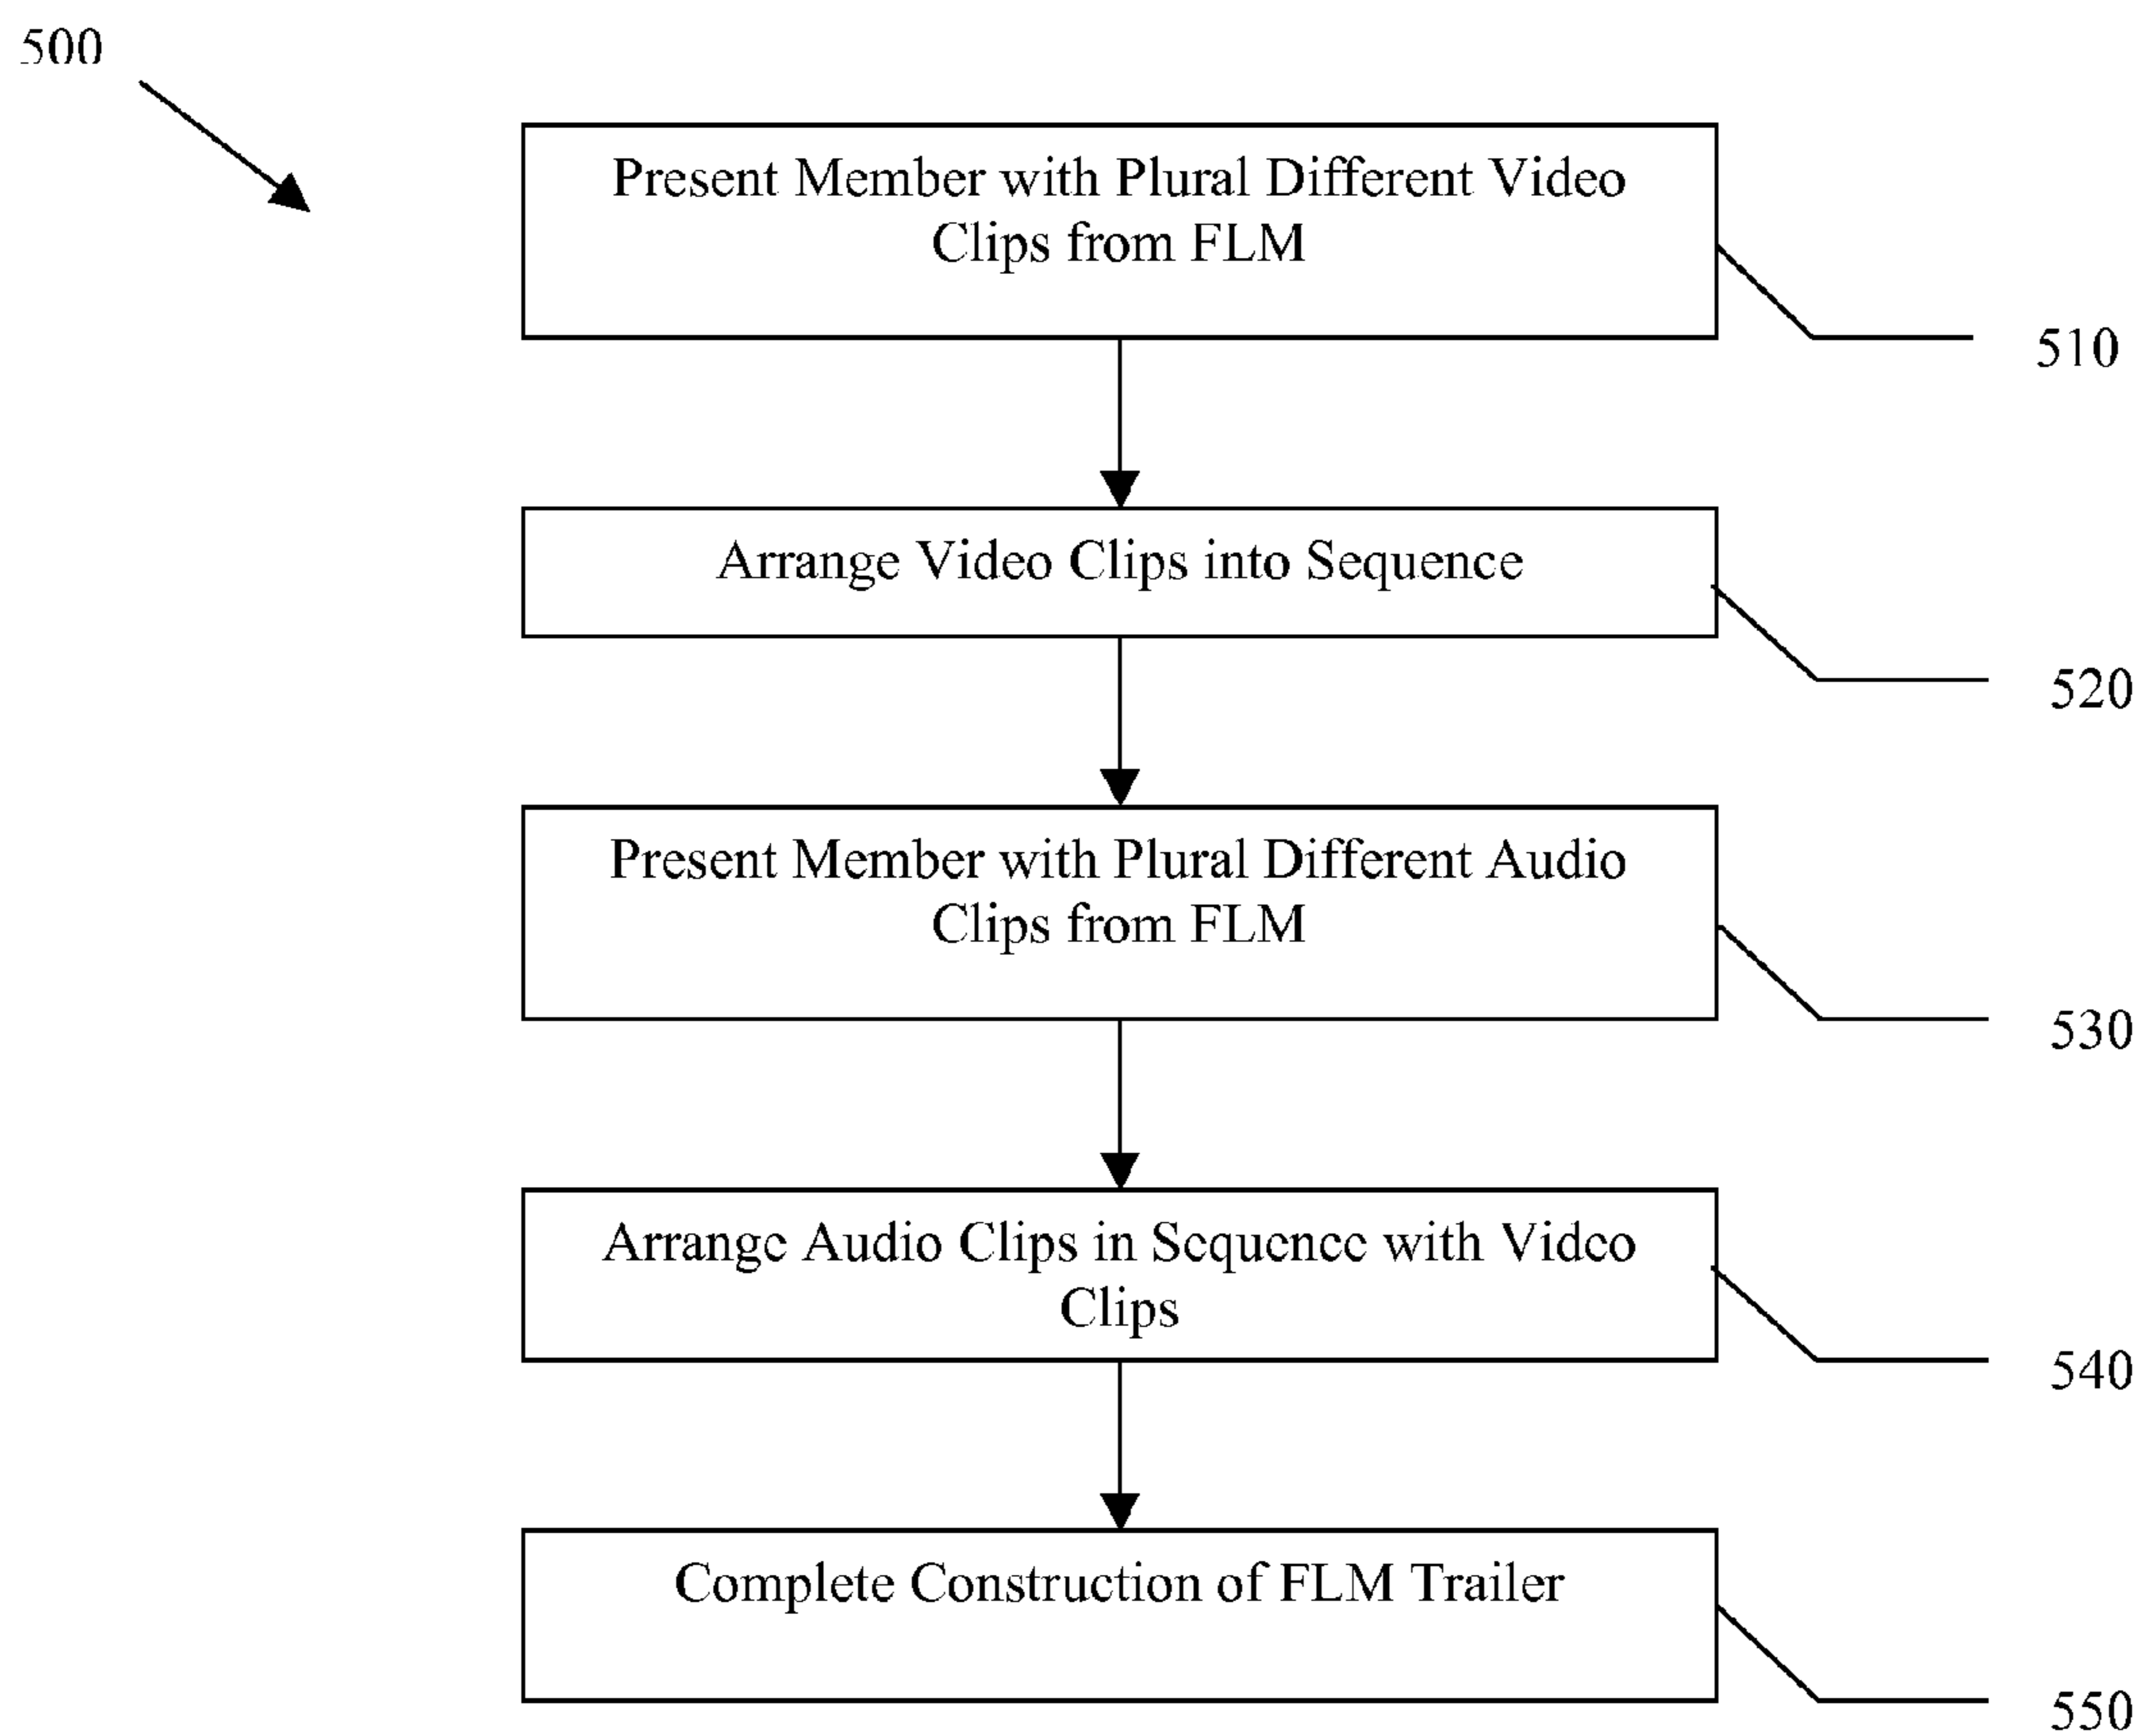 500
Present Member with Plural Different Video
Clips from FLM
510
Arrange Video Clips into Sequence
520
Present Member with Plural Different Audio
Clips from FLM
530
Arrange Audio Clips in Sequence with Video
Clips
540
Complete Construction of FLM Trailer
550